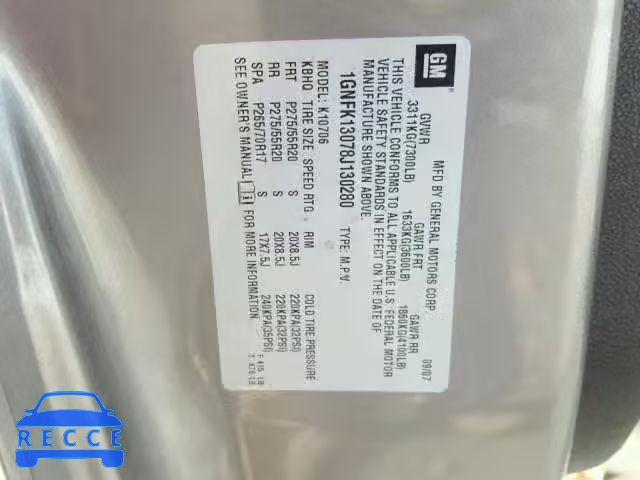 GM
MFD BY GENERAL MOTORS CORP. 09/07
GVWR GAWR FRT GAWR RR
3311KG(7300LB) 1633KG(3600LB) 1860KG(4100LB)
THIS VEHICLE CONFORMS TO ALL APPLICABLE U.S. FEDERAL MOTOR
VEHICLE SAFETY STANDARDS IN EFFECT ON THE DATE OF
MANUFACTURE SHOWN ABOVE.
1GNFK13078J130280 TYPE: M.P.V.
MODEL: K10706
KBHQ TIRE SIZE SPEED RTG RIM COLD TIRE PRESSURE
FRT P275/55R20 S 20X8.5J 220KPA(32PSI)
RR P275/55R20 S 20X8.5J 220KPA(32PSI)
SPA P265/70R17 S 17X7.5J 240KPA(35PSI)
SEE OWNER'S MANUAL i FOR MORE INFORMATION.
RECCE